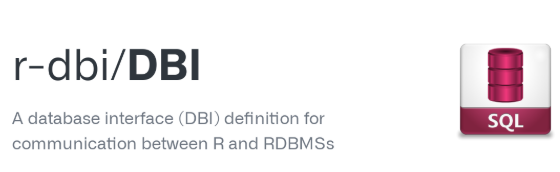 r-dbi/DBI
A database interface (DBI) definition for
communication between R and RDBMSs
SQL